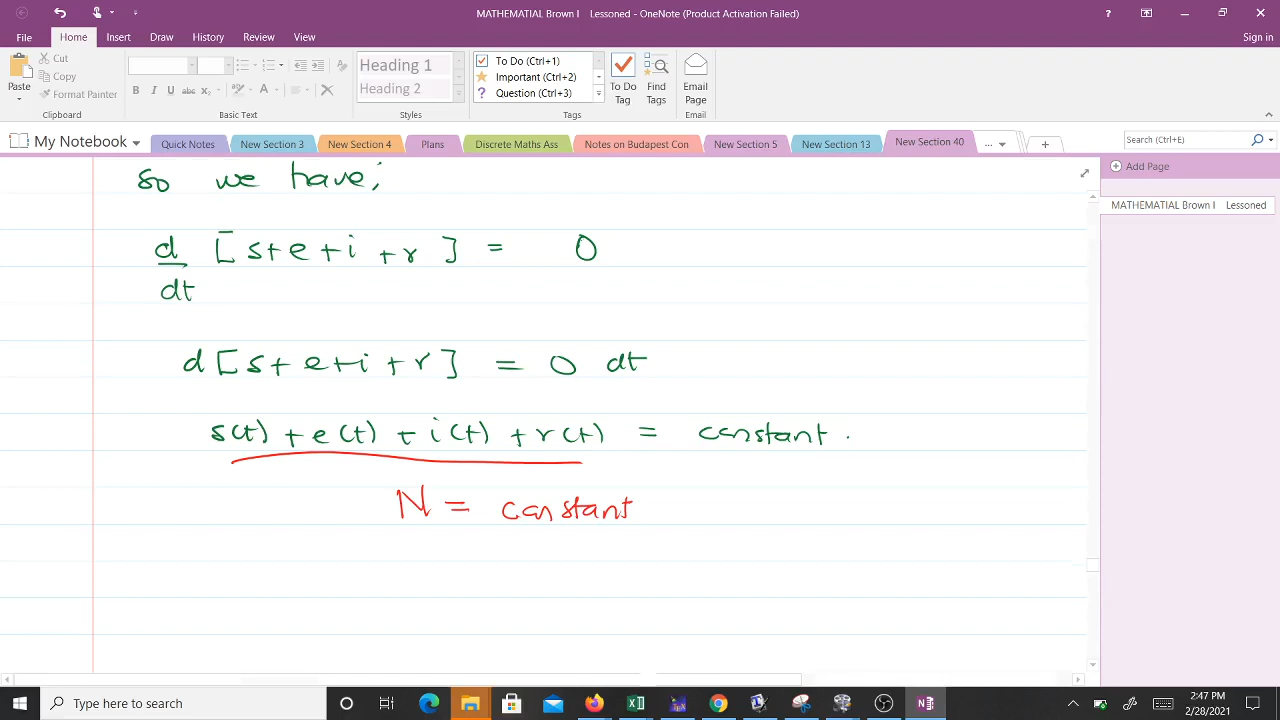 MATHEMATIAL Brown I Lessoned - OneNote (Product Activation Failed)
File Home Insert Draw History Review View Sign in
Paste
Cut
Copy
Format Painter
Clipboard
B I U abc x₂ A
Basic Text
Heading 1
Heading 2
Styles
To Do (Ctrl+1)
Important (Ctrl+2)
Question (Ctrl+3)
Tags
To Do Tag
Find Tags
Email Page
Email
My Notebook Quick Notes New Section 3 New Section 4 Plans Discrete Maths Ass Notes on Budapest Con New Section 5 New Section 13 New Section 40 ... Search (Ctrl+E)
Add Page
MATHEMATIAL Brown I Lessoned
so we have,
d/dt [s+e+i+r] = 0
d[s+e+i+r] = 0 dt
s(t) + e(t) + i(t) + r(t) = constant.
N = constant
Type here to search
2:47 PM
2/28/2021